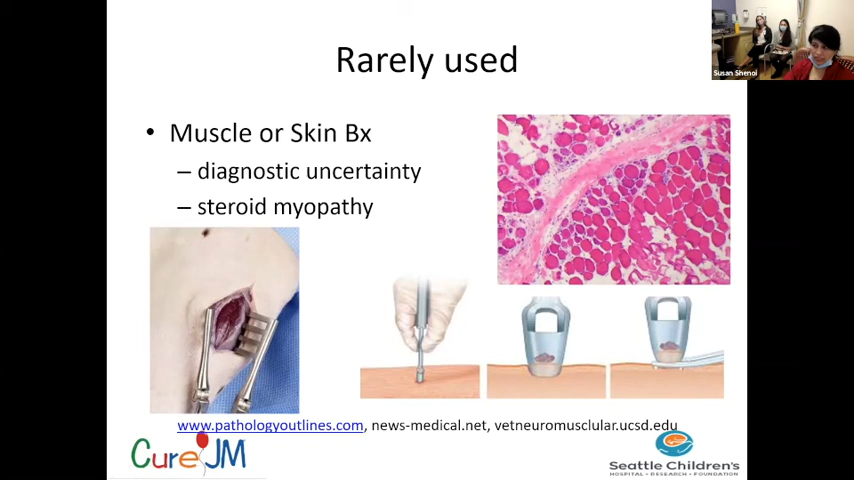 Rarely used
Susan Shenoi
• Muscle or Skin Bx
– diagnostic uncertainty
– steroid myopathy
www.pathologyoutlines.com, news-medical.net, vetneuromusclular.ucsd.edu
Cure JM
Seattle Children's
HOSPITAL • RESEARCH • FOUNDATION